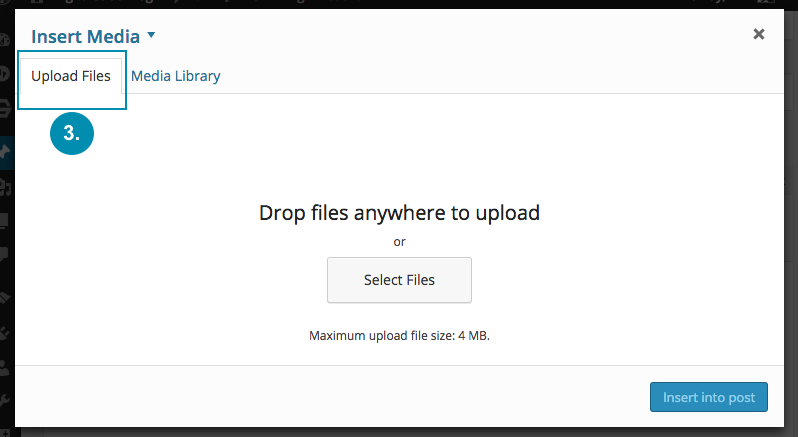 Insert Media
Upload Files Media Library
3.
Drop files anywhere to upload
or
Select Files
Maximum upload file size: 4 MB.
Insert into post